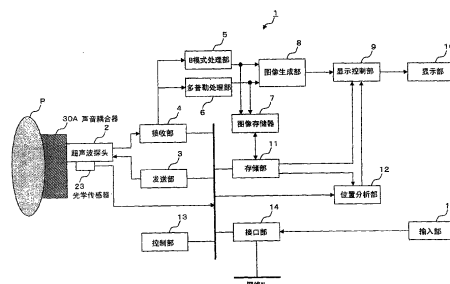 1
5
B模式处理部
8
图像生成部
9
显示控制部
10
显示部
多普勒处理部
6
P
30A 声音耦合器
2
超声波探头
4
接收部
7
图像存储器
3
发送部
11
存储部
23
光学传感器
12
位置分析部
13
控制部
14
接口部
输入部